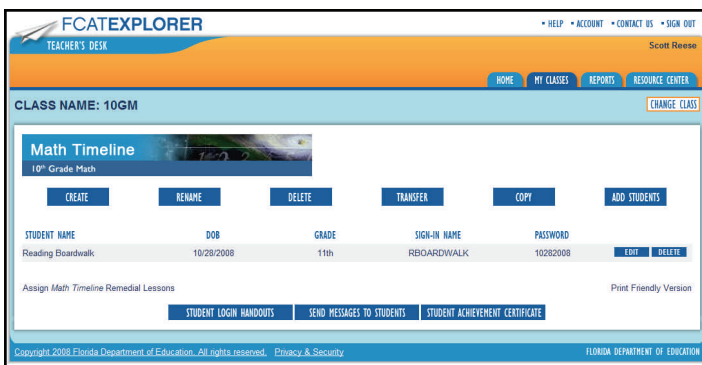 FCATEXPLORER
HELP ACCOUNT CONTACT US SIGN OUT
TEACHER'S DESK
Scott Reese
HOME MY CLASSES REPORTS RESOURCE CENTER
CLASS NAME: 10GM
CHANGE CLASS
Math Timeline
10th Grade Math
CREATE RENAME DELETE TRANSFER COPY ADD STUDENTS
STUDENT NAME DOB GRADE SIGN-IN NAME PASSWORD
Reading Boardwalk 10/28/2008 11th RBOARDWALK 10282008 EDIT DELETE
Assign Math Timeline Remedial Lessons Print Friendly Version
STUDENT LOGIN HANDOUTS SEND MESSAGES TO STUDENTS STUDENT ACHIEVEMENT CERTIFICATE
Copyright 2008 Florida Department of Education. All rights reserved. Privacy & Security FLORIDA DEPARTMENT OF EDUCATION